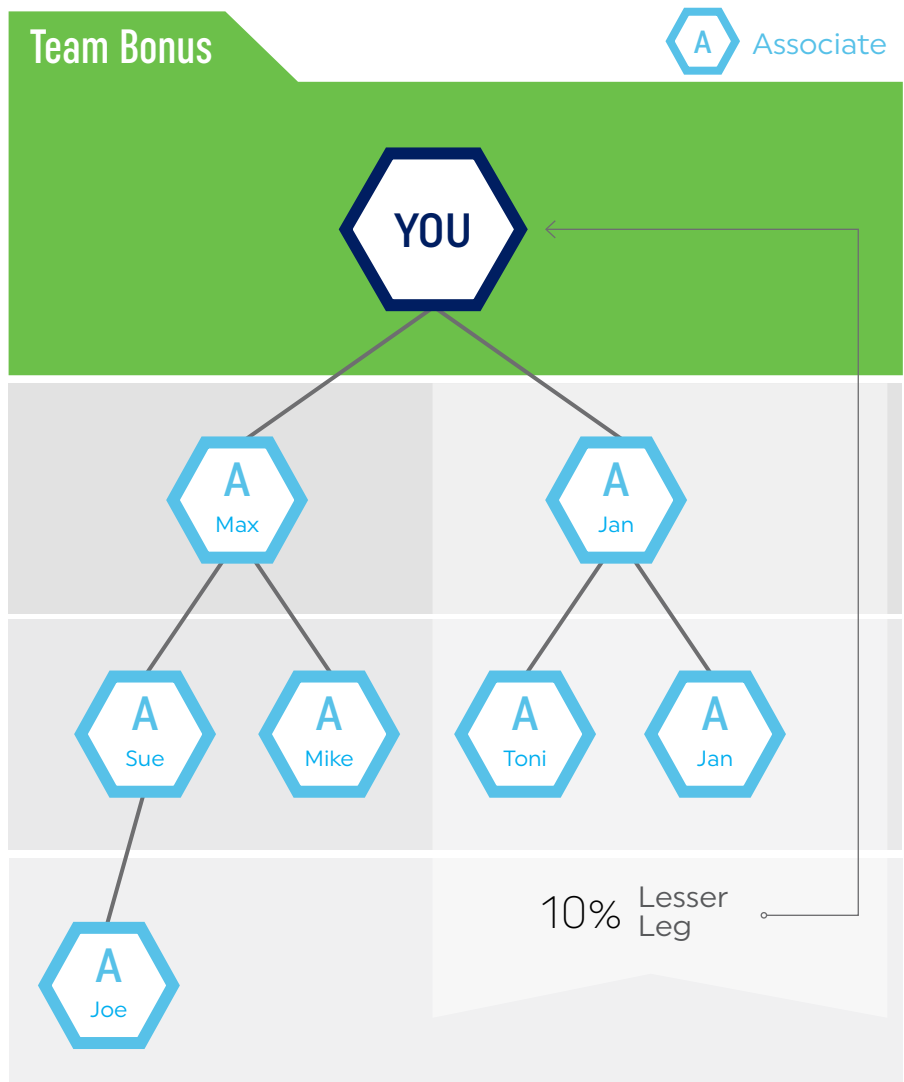 Team Bonus
A Associate
YOU
A
Max
A
Jan
A
Sue
A
Mike
A
Toni
A
Jan
10% Lesser
Leg
A
Joe